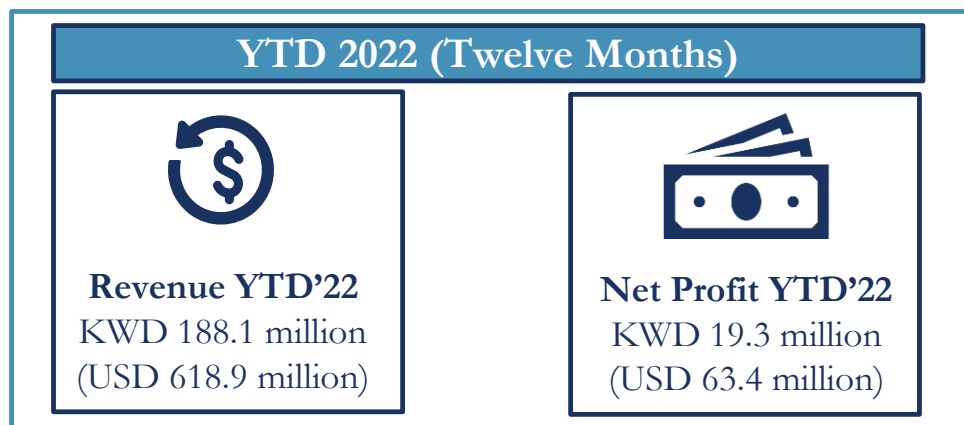 YTD 2022 (Twelve Months)
$
Revenue YTD’22
KWD 188.1 million
(USD 618.9 million)
Net Profit YTD’22
KWD 19.3 million
(USD 63.4 million)